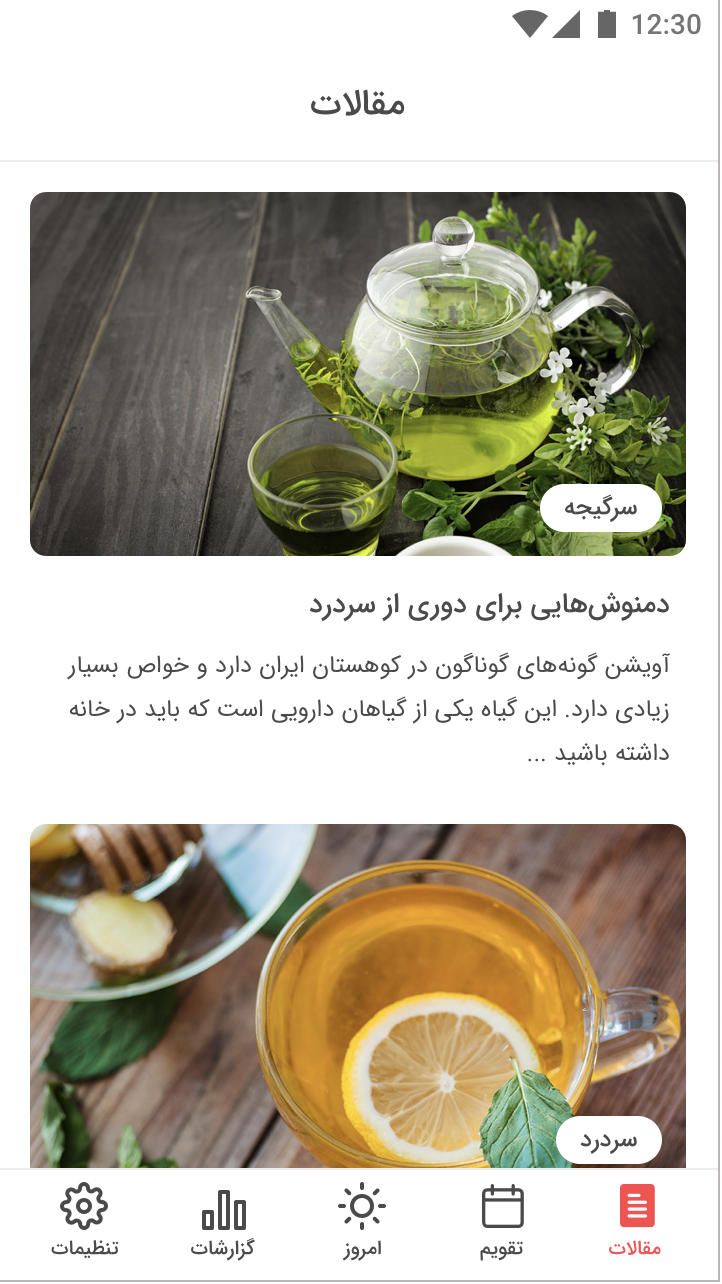 12:30
مقالات
سرگیجه
دمنوش‌هایی برای دوری از سردرد
آویشن گونه‌های گوناگون در کوهستان ایران دارد و خواص بسیار
زیادی دارد. این گیاه یکی از گیاهان دارویی است که باید در خانه
داشته باشید ...
سردرد
مقالات
تقویم
امروز
گزارشات
تنظیمات